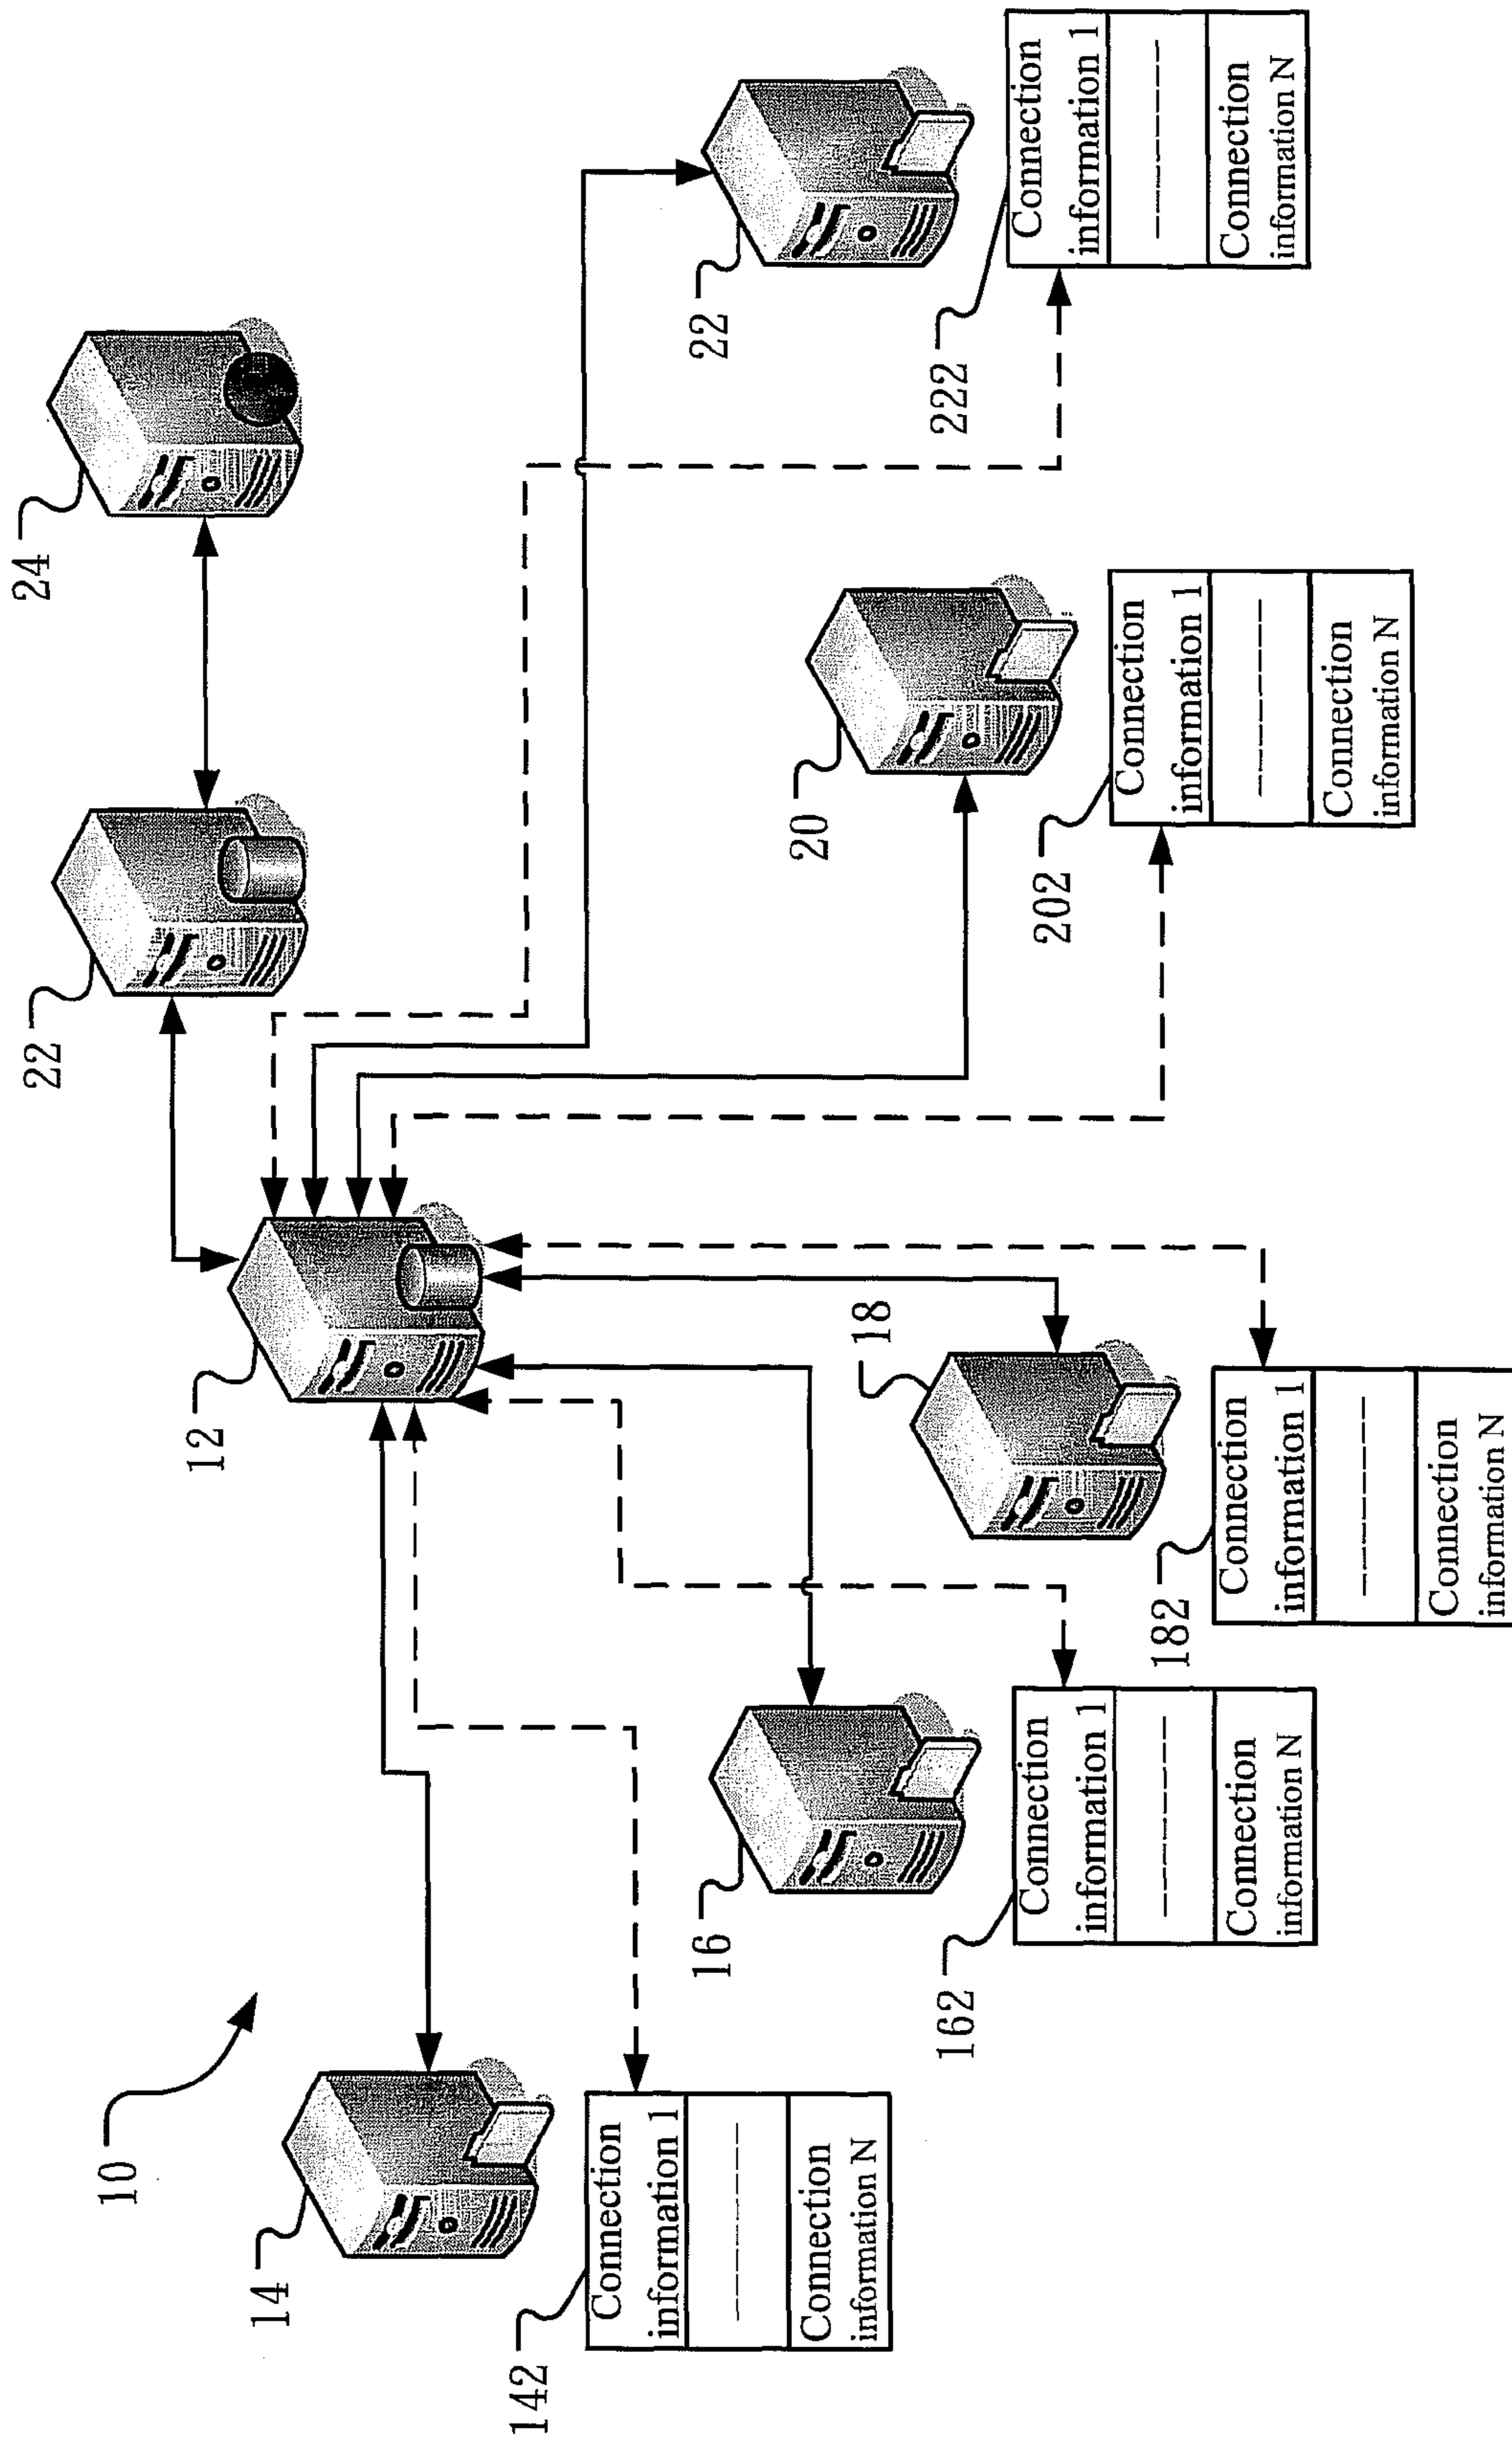 10
24
22
12
14
142
Connection
information 1
Connection
information N
16
162
Connection
information 1
Connection
information N
18
182
Connection
information 1
Connection
information N
20
202
Connection
information 1
Connection
information N
22
222
Connection
information 1
Connection
information N